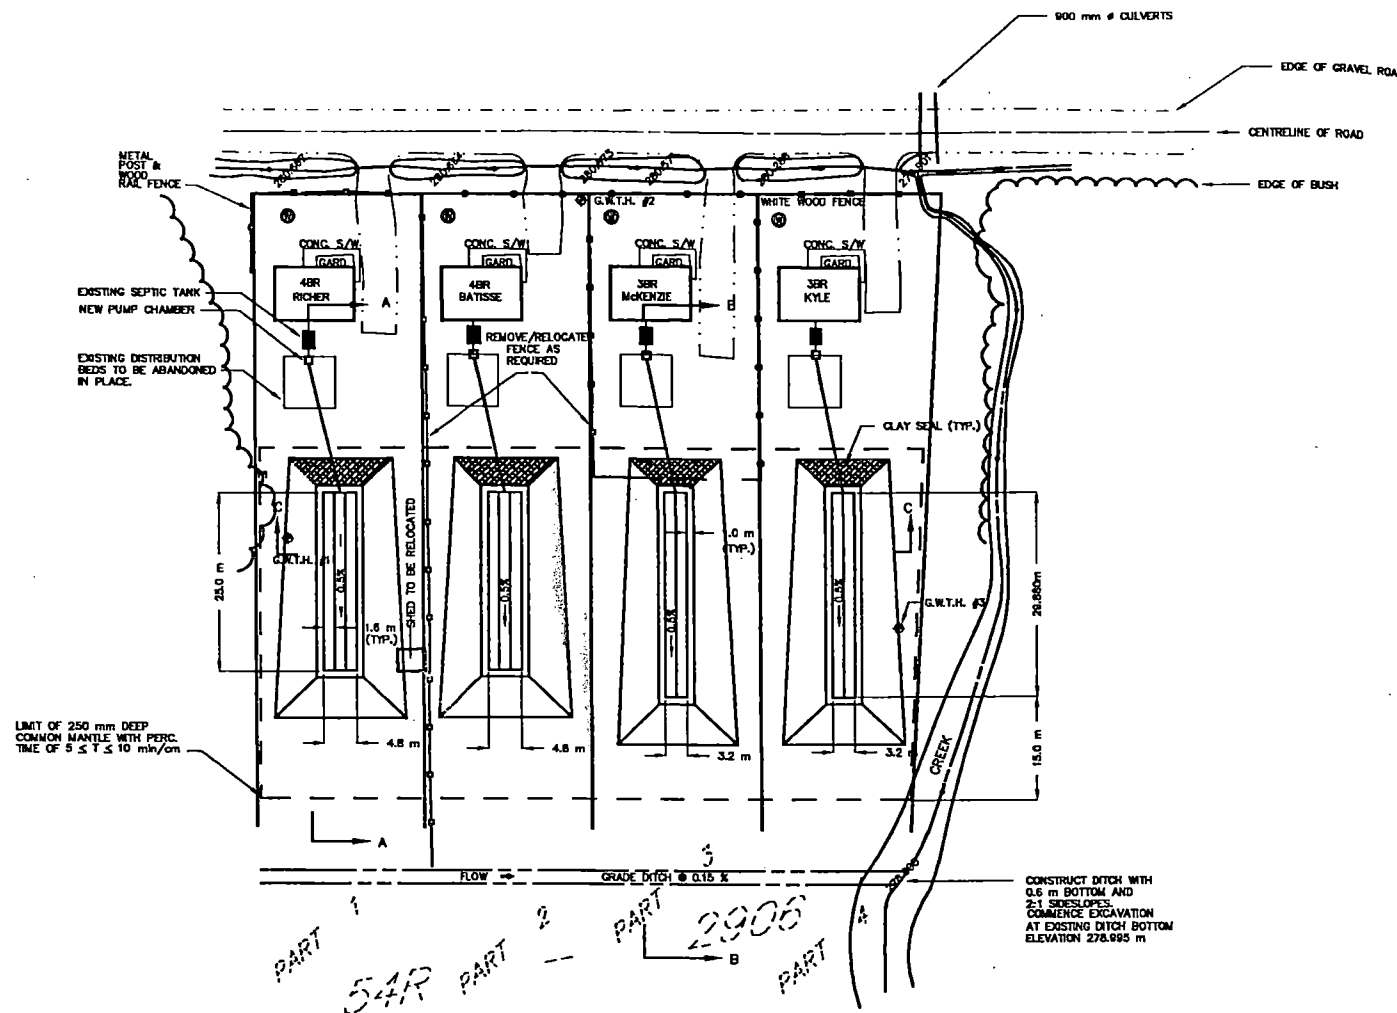 900 mm ø CULVERTS
EDGE OF GRAVEL ROA
CENTRELINE OF ROAD
EDGE OF BUSH
METAL
POST &
WOOD
RAIL FENCE
G.W.T.H. #2
WHITE WOOD FENCE
CONC. S/W
GARD
4BR
RICHER
A
CONC. S/W
GARD
4BR
BATISSE
CONC. S/W
GARD
3BR
McKENZIE
B
CONC. S/W
GARD
3BR
KYLE
EXISTING SEPTIC TANK
NEW PUMP CHAMBER
EXISTING DISTRIBUTION
BEDS TO BE ABANDONED
IN PLACE.
REMOVE/RELOCATE
FENCE AS
REQUIRED
CLAY SEAL (TYP.)
C
G.W.T.H. #1
25.0 m
0.5%
1.6 m
(TYP.)
SHED TO BE RELOCATED
0.5%
1.0 m
(TYP.)
0.5%
0.5%
C
G.W.T.H. #3
29.880m
15.0 m
4.8 m
4.8 m
3.2 m
3.2
CREEK
LIMIT OF 250 mm DEEP
COMMON MANTLE WITH PERC.
TIME OF 5 ≤ T ≤ 10 min/cm
A
FLOW
GRADE DITCH @ 0.15 %
3
CONSTRUCT DITCH WITH
0.6 m BOTTOM AND
2:1 SIDESLOPES.
COMMENCE EXCAVATION
AT EXISTING DITCH BOTTOM
ELEVATION 278.995 m
PART 1
PART 2
PART
PART 4
54R
2906
B